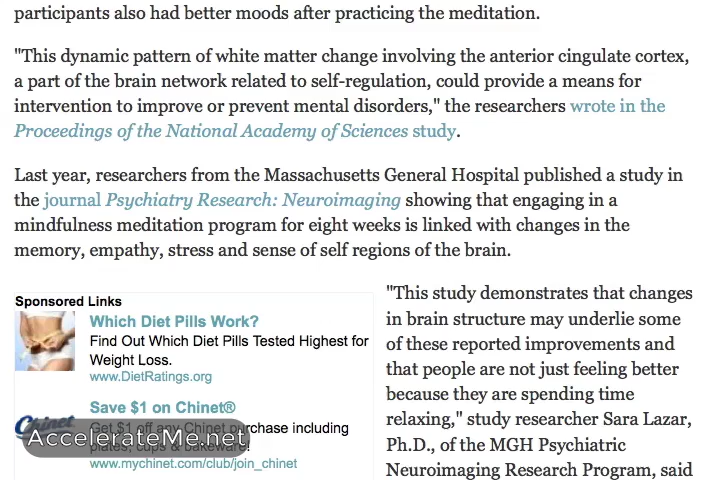 participants also had better moods after practicing the meditation.
"This dynamic pattern of white matter change involving the anterior cingulate cortex,
a part of the brain network related to self-regulation, could provide a means for
intervention to improve or prevent mental disorders," the researchers wrote in the
Proceedings of the National Academy of Sciences study.
Last year, researchers from the Massachusetts General Hospital published a study in
the journal Psychiatry Research: Neuroimaging showing that engaging in a
mindfulness meditation program for eight weeks is linked with changes in the
memory, empathy, stress and sense of self regions of the brain.
Sponsored Links
Which Diet Pills Work?
Find Out Which Diet Pills Tested Highest for
Weight Loss.
www.DietRatings.org
Save $1 on Chinet®
Chinet
Get $1 off any Chinet purchase including
plates, cups & bakeware!
www.mychinet.com/club/join_chinet
AccelerateMe.net
"This study demonstrates that changes
in brain structure may underlie some
of these reported improvements and
that people are not just feeling better
because they are spending time
relaxing," study researcher Sara Lazar,
Ph.D., of the MGH Psychiatric
Neuroimaging Research Program, said